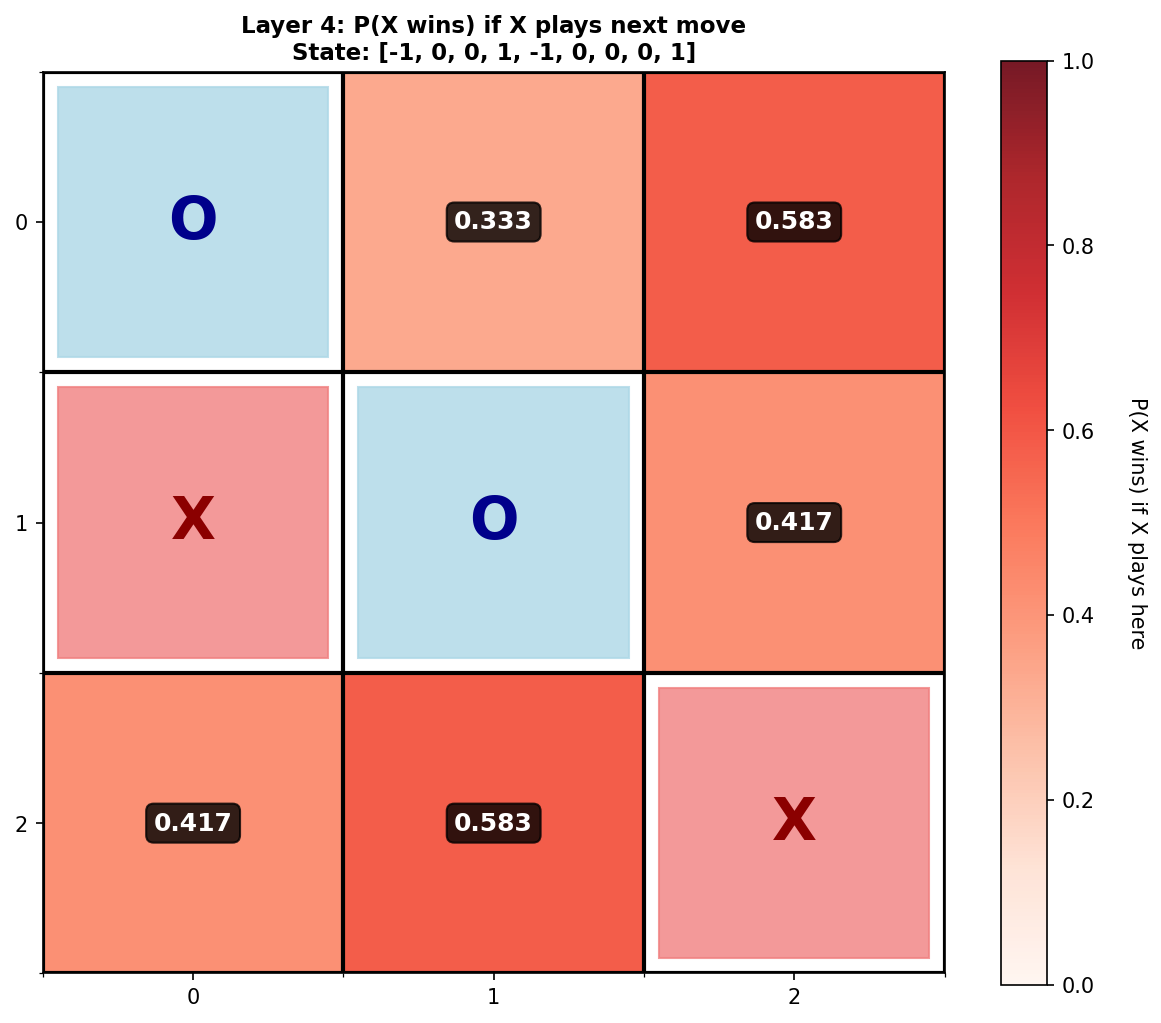 Layer 4: P(X wins) if X plays next move
State: [-1, 0, 0, 1, -1, 0, 0, 0, 1]
1.0
0
O
0.333
0.583
0.8
0.6
1
X
O
0.417
P(X wins) if X plays here
0.4
2
0.417
0.583
X
0.2
0.0
0
1
2